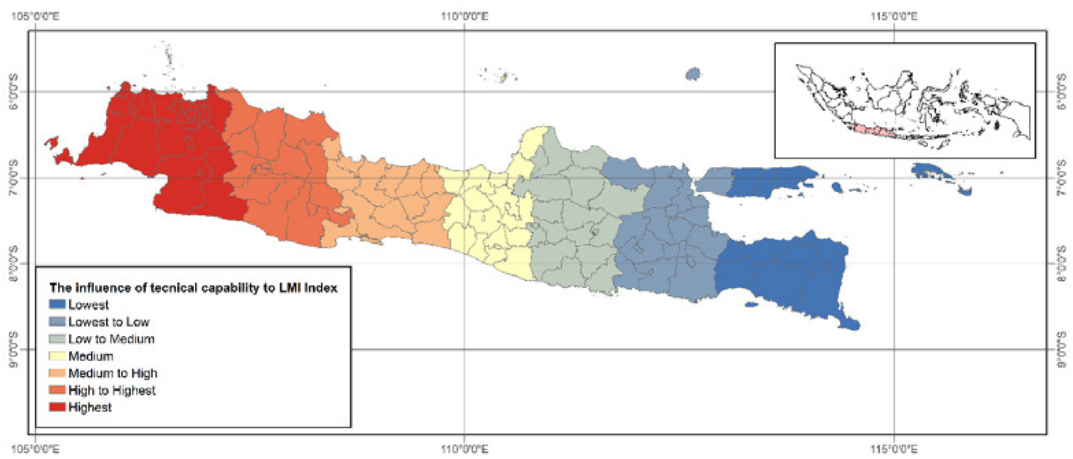 105°0'0"E 110°0'0"E 115°0'0"E
6°0'0"S 6°0'0"S
7°0'0"S 7°0'0"S
8°0'0"S 8°0'0"S
9°0'0"S 9°0'0"S
The influence of tecnical capability to LMI Index
Lowest
Lowest to Low
Low to Medium
Medium
Medium to High
High to Highest
Highest
105°0'0"E 110°0'0"E 115°0'0"E